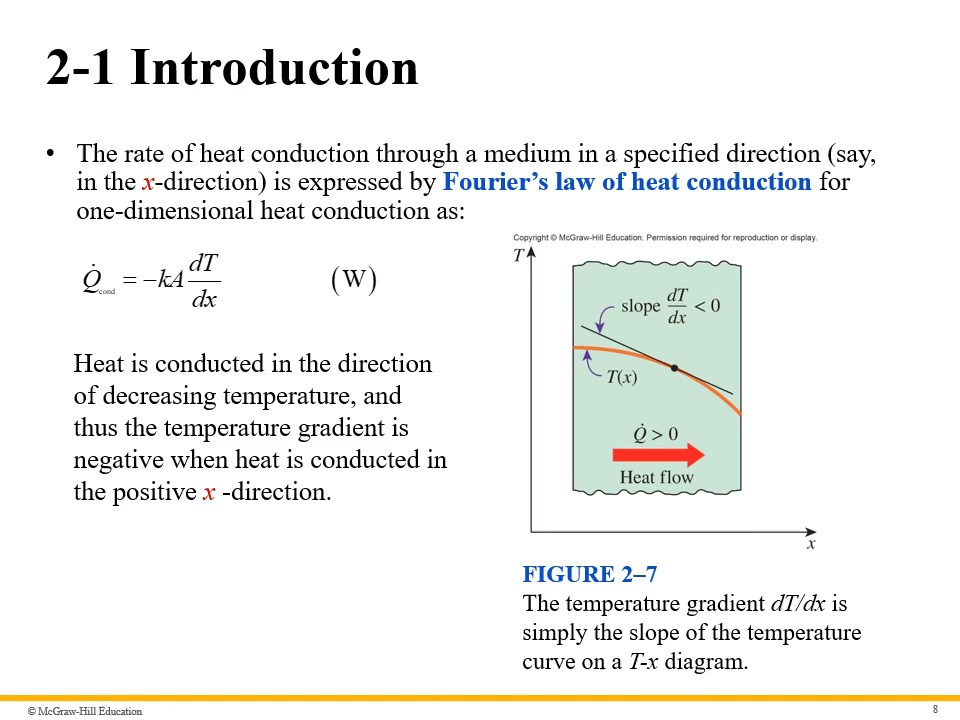 2-1 Introduction
• The rate of heat conduction through a medium in a specified direction (say,
in the x-direction) is expressed by Fourier’s law of heat conduction for
one-dimensional heat conduction as:
Q̇cond = −kA dT/dx (W)
Heat is conducted in the direction
of decreasing temperature, and
thus the temperature gradient is
negative when heat is conducted in
the positive x -direction.
Copyright © McGraw-Hill Education. Permission required for reproduction or display.
T
slope dT/dx < 0
T(x)
Q̇ > 0
Heat flow
x
FIGURE 2–7
The temperature gradient dT/dx is
simply the slope of the temperature
curve on a T-x diagram.
© McGraw-Hill Education
8